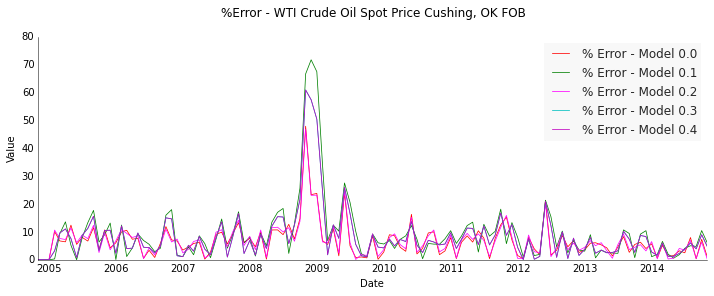 %Error - WTI Crude Oil Spot Price Cushing, OK FOB
80
70
60
50
40
30
20
10
0
Value
% Error - Model 0.0
% Error - Model 0.1
% Error - Model 0.2
% Error - Model 0.3
% Error - Model 0.4
2005 2006 2007 2008 2009 2010 2011 2012 2013 2014
Date